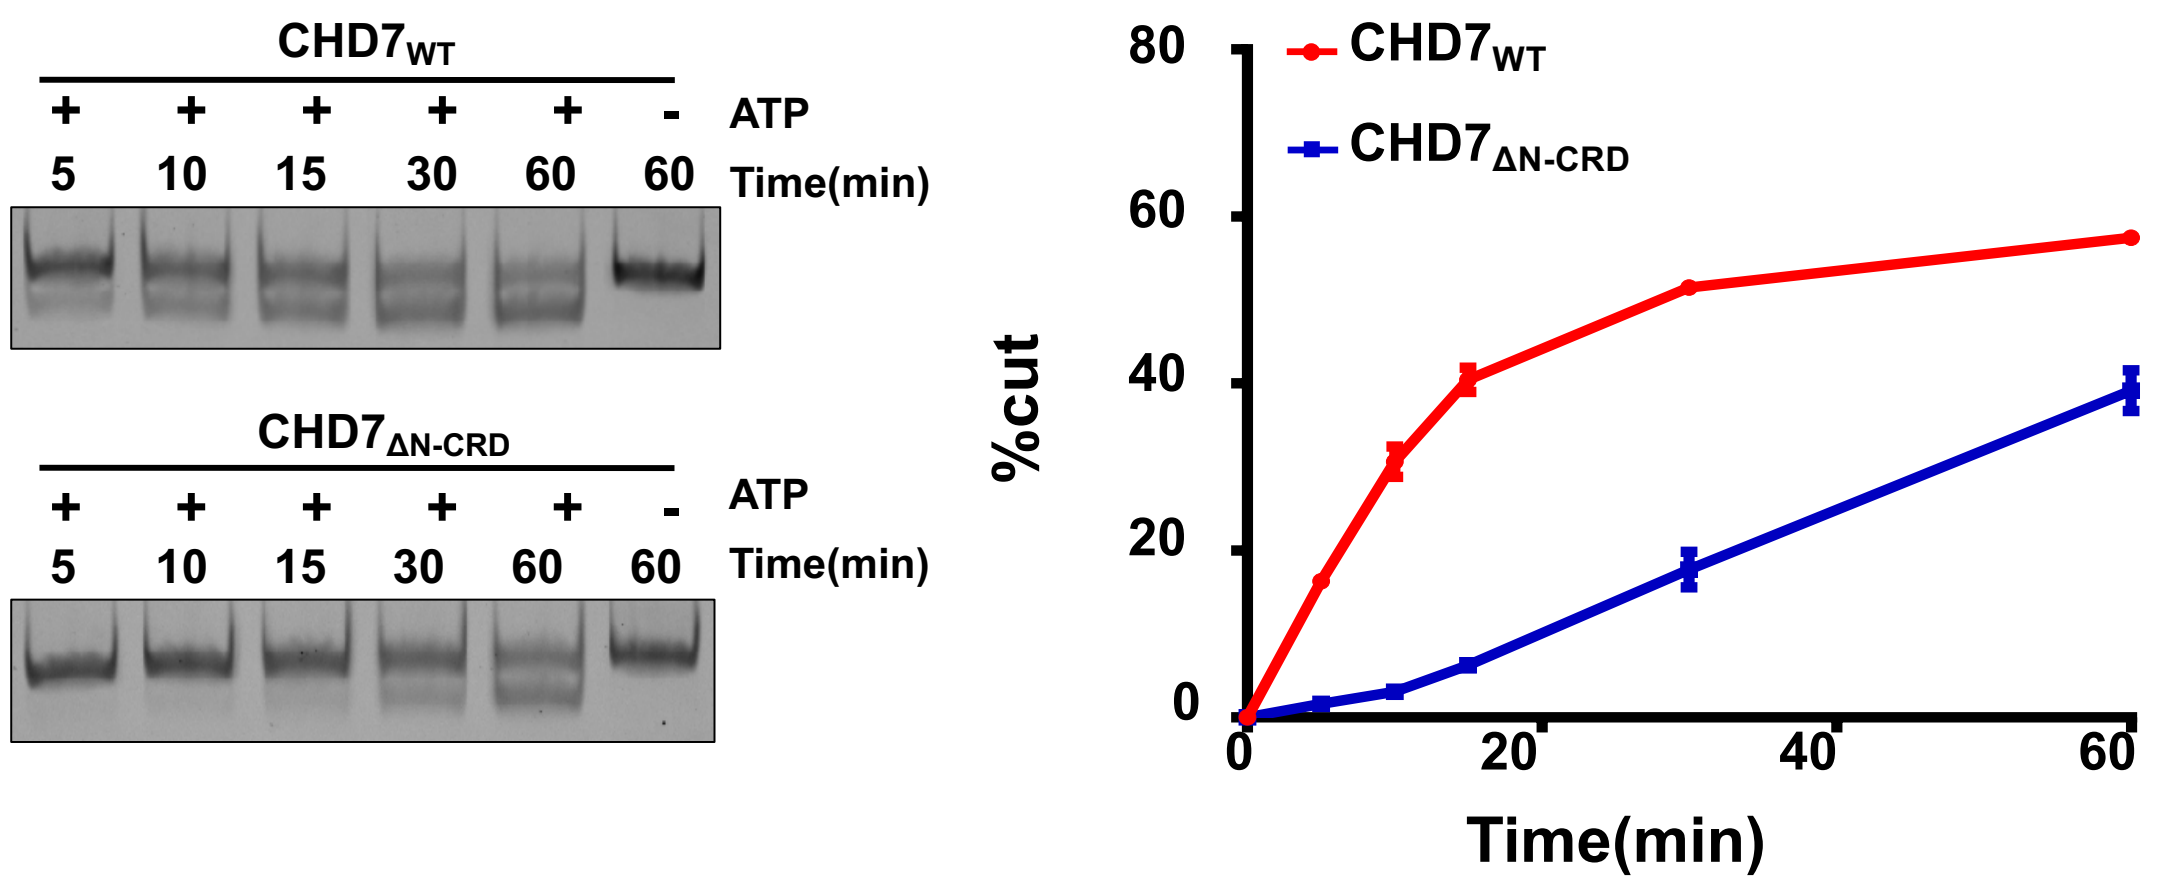 CHD7WT
+ + + + + - ATP
5 10 15 30 60 60 Time(min)
CHD7ΔN-CRD
+ + + + + - ATP
5 10 15 30 60 60 Time(min)
CHD7WT
CHD7ΔN-CRD
%cut
80
60
40
20
0
0 20 40 60
Time(min)